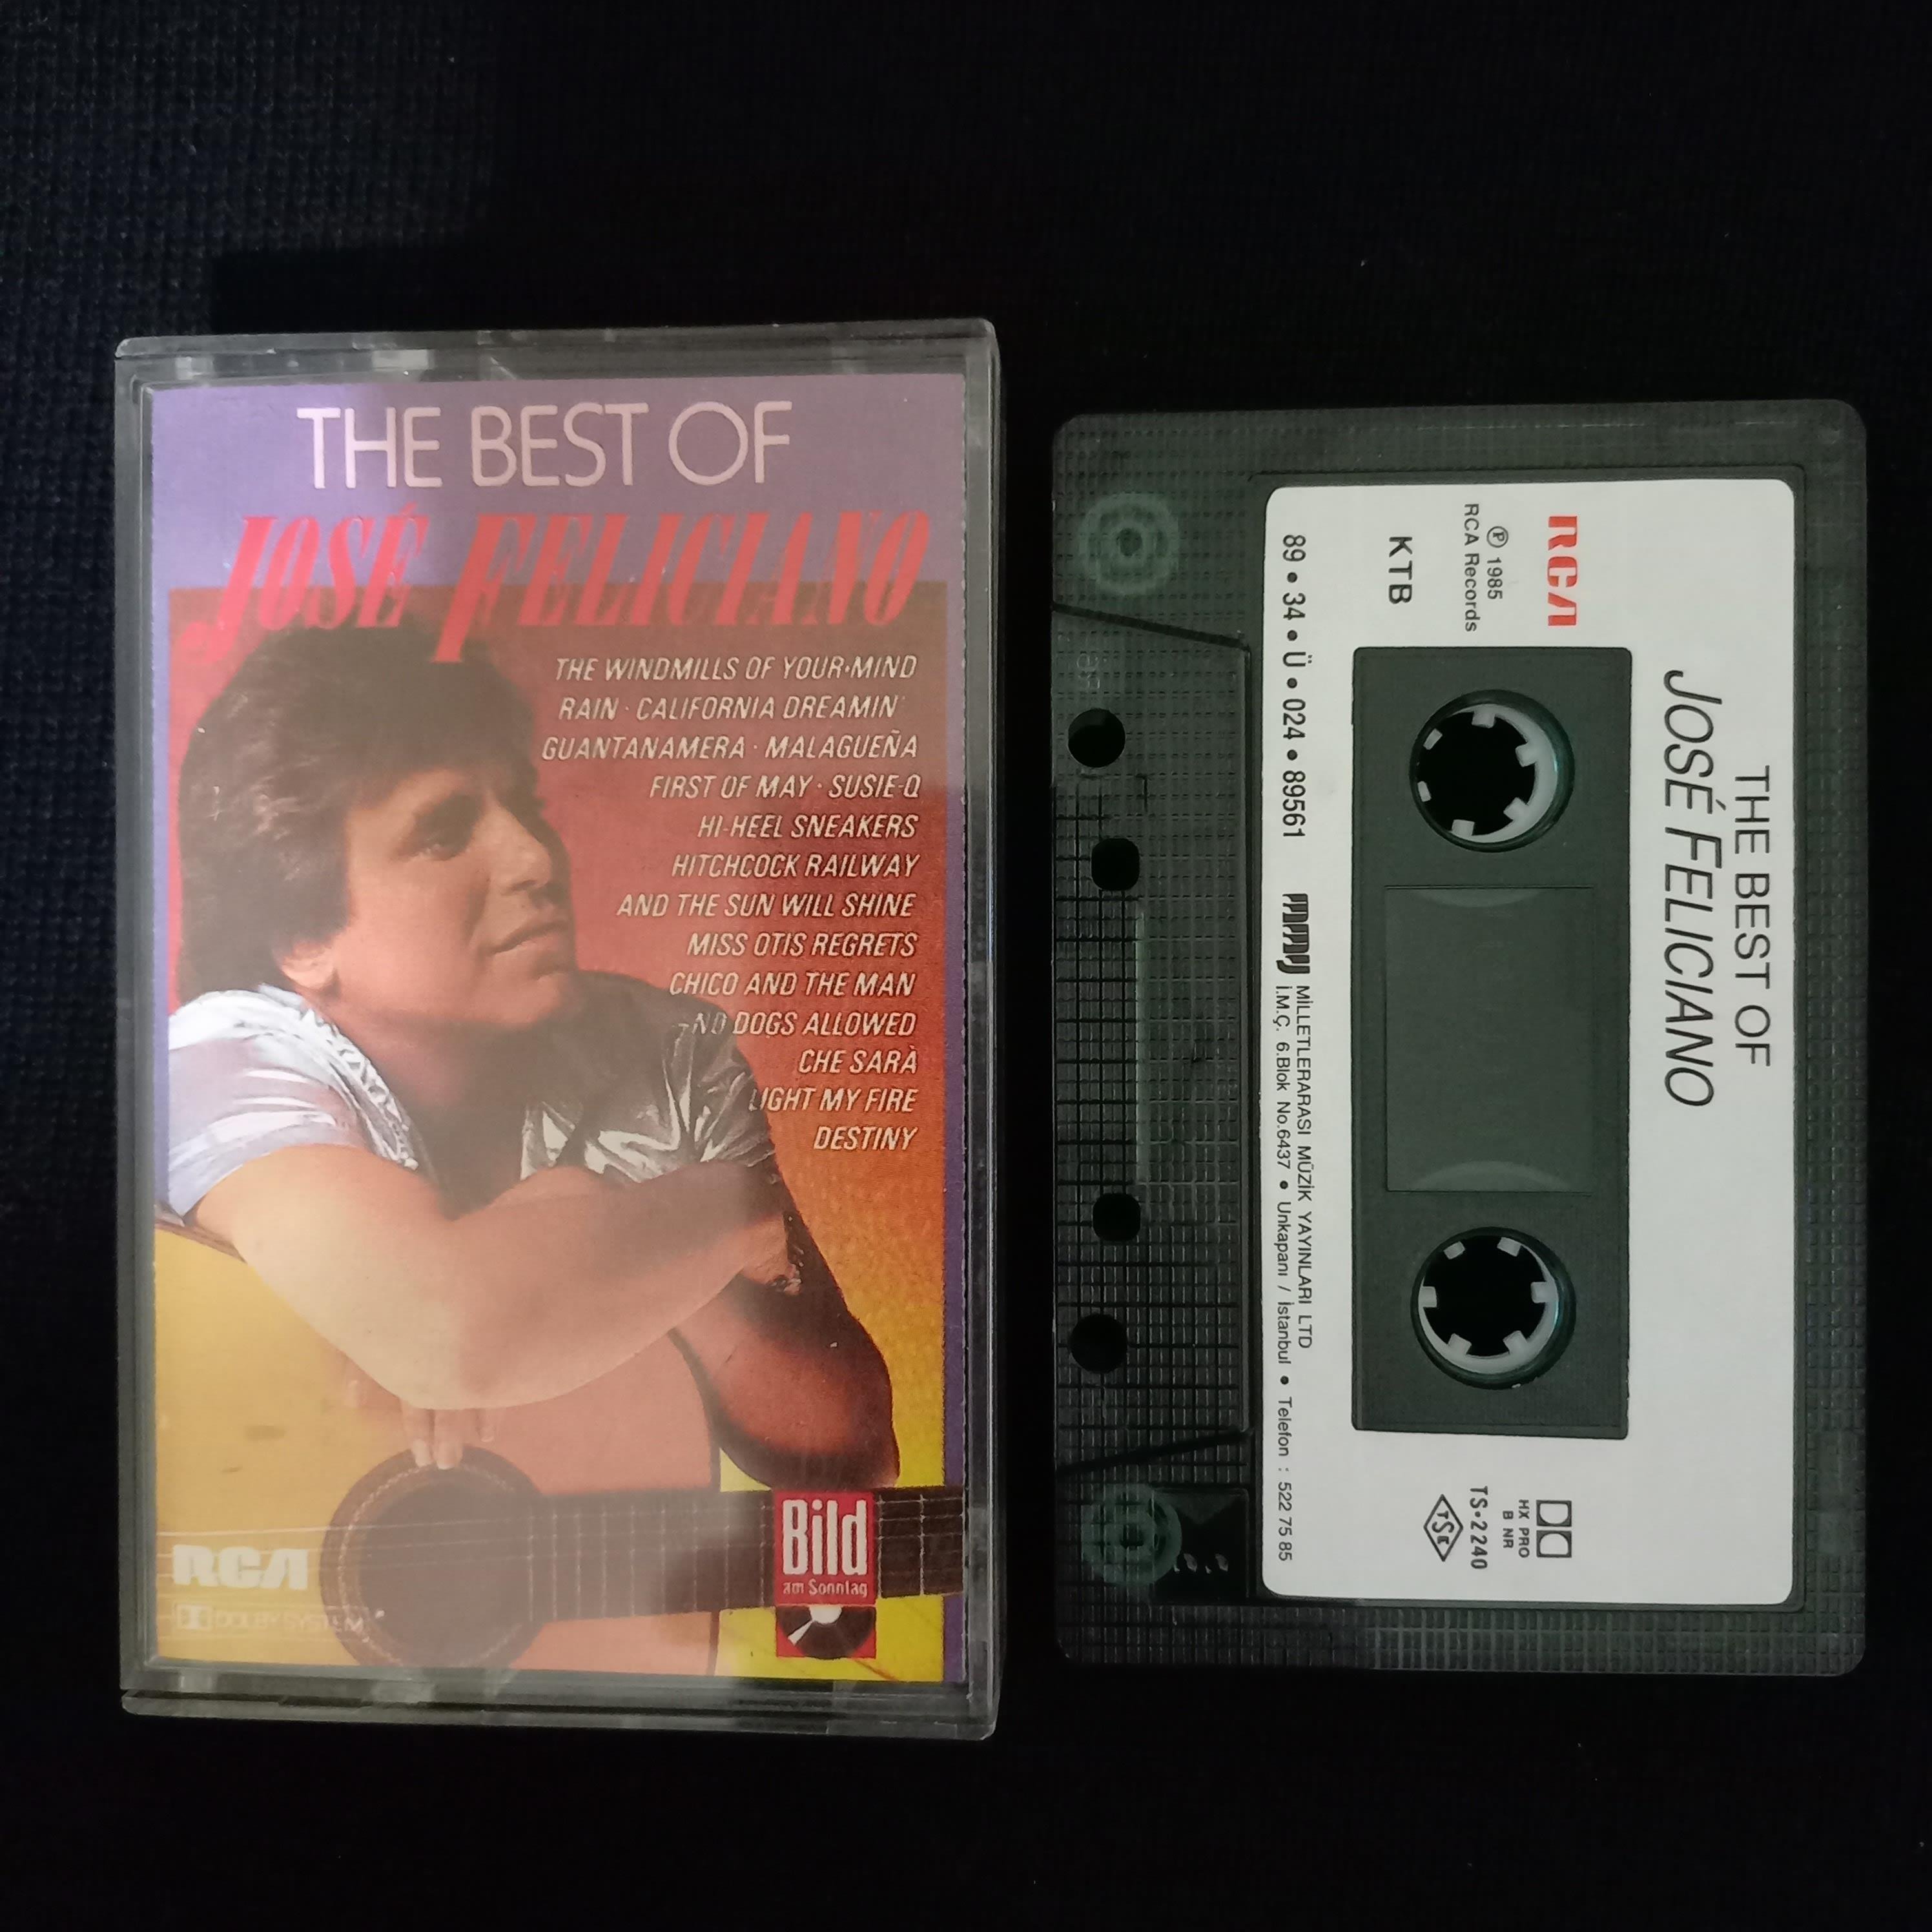 THE BEST OF
JOSÉ FELICIANO
THE WINDMILLS OF YOUR·MIND
RAIN · CALIFORNIA DREAMIN'
GUANTANAMERA · MALAGUEÑA
FIRST OF MAY · SUSIE-Q
HI-HEEL SNEAKERS
HITCHCOCK RAILWAY
AND THE SUN WILL SHINE
MISS OTIS REGRETS
CHICO AND THE MAN
NO DOGS ALLOWED
CHE SARÀ
LIGHT MY FIRE
DESTINY
RCA
DOLBY SYSTEM
Bild
am Sonntag
THE BEST OF
JOSÉ FELICIANO
RCA
℗ 1985
RCA Records
KTB
HX PRO
B NR
TS•2240
TSE
89 • 34 • Ü • 024 • 89561
MİLLETLERARASI MÜZİK YAYINLARI LTD
İ.M.Ç. 6.Blok No.6437 • Unkapanı / İstanbul • Telefon : 522 75 85